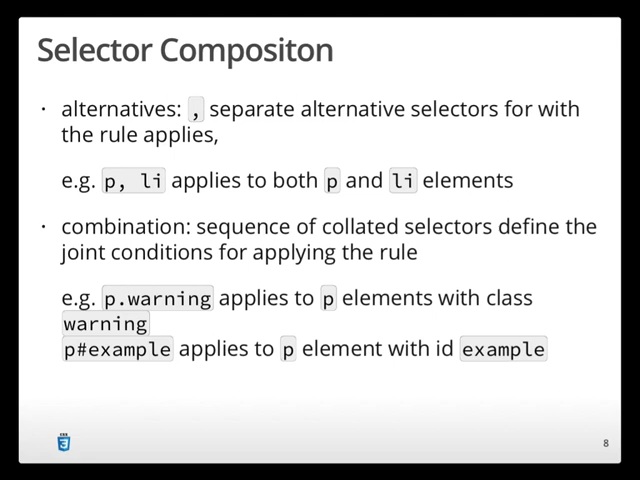 Selector Compositon
· alternatives: , separate alternative selectors for with
the rule applies,
e.g. p, li applies to both p and li elements
· combination: sequence of collated selectors define the
joint conditions for applying the rule
e.g. p.warning applies to p elements with class
warning
p#example applies to p element with id example
CSS
3
8